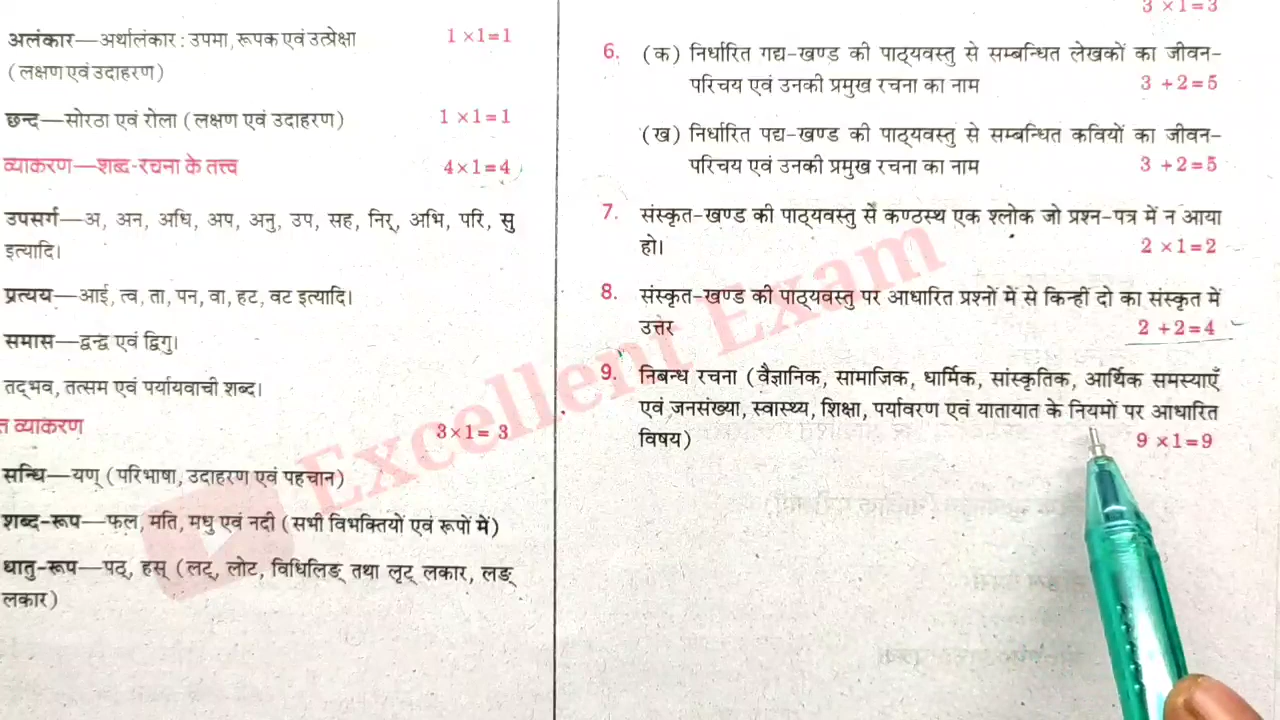 अलंकार—अर्थालंकार : उपमा, रूपक एवं उत्प्रेक्षा 1 ×1=1
(लक्षण एवं उदाहरण)
छन्द—सोरठा एवं रोला (लक्षण एवं उदाहरण) 1 ×1=1
व्याकरण—शब्द-रचना के तत्त्व 4×1=4
उपसर्ग—अ, अन, अधि, अप, अनु, उप, सह, निर्, अभि, परि, सु
इत्यादि।
प्रत्यय—आई, त्व, ता, पन, वा, हट, वट इत्यादि।
समास—द्वन्द्व एवं द्विगु।
तद्भव, तत्सम एवं पर्यायवाची शब्द।
त व्याकरण 3×1= 3
सन्धि—यण् (परिभाषा, उदाहरण एवं पहचान)
शब्द-रूप—फल, मति, मधु एवं नदी (सभी विभक्तियों एवं रूपों में)
धातु-रूप—पठ्, हस् (लट्, लोट, विधिलिङ् तथा लृट् लकार, लङ्
लकार)
3 ×1=3
6. (क) निर्धारित गद्य-खण्ड की पाठ्यवस्तु से सम्बन्धित लेखकों का जीवन-
परिचय एवं उनकी प्रमुख रचना का नाम 3 +2=5
(ख) निर्धारित पद्य-खण्ड की पाठ्यवस्तु से सम्बन्धित कवियों का जीवन-
परिचय एवं उनकी प्रमुख रचना का नाम 3 +2=5
7. संस्कृत-खण्ड की पाठ्यवस्तु से कण्ठस्थ एक श्लोक जो प्रश्न-पत्र में न आया
हो। 2 ×1=2
8. संस्कृत-खण्ड की पाठ्यवस्तु पर आधारित प्रश्नों में से किन्हीं दो का संस्कृत में
उत्तर 2 +2=4
9. निबन्ध रचना (वैज्ञानिक, सामाजिक, धार्मिक, सांस्कृतिक, आर्थिक समस्याएँ
एवं जनसंख्या, स्वास्थ्य, शिक्षा, पर्यावरण एवं यातायात के नियमों पर आधारित
विषय) 9 ×1=9
Excellent Exam